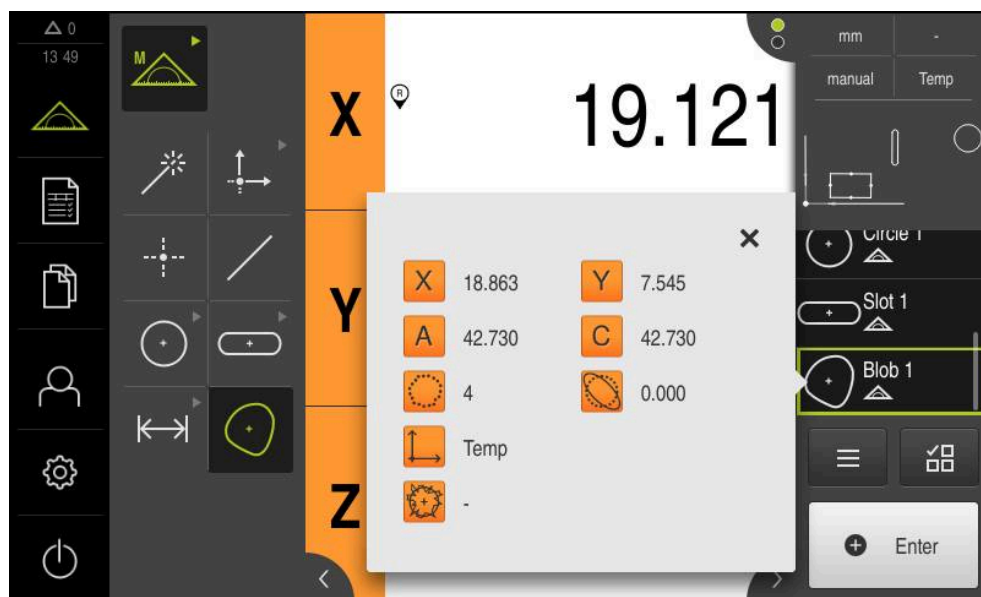 0
13 49
M
X
R
19.121
mm
-
manual
Temp
Circle 1
Slot 1
Blob 1
Y
Z
X
18.863
Y
7.545
A
42.730
C
42.730
4
0.000
Temp
-
Enter